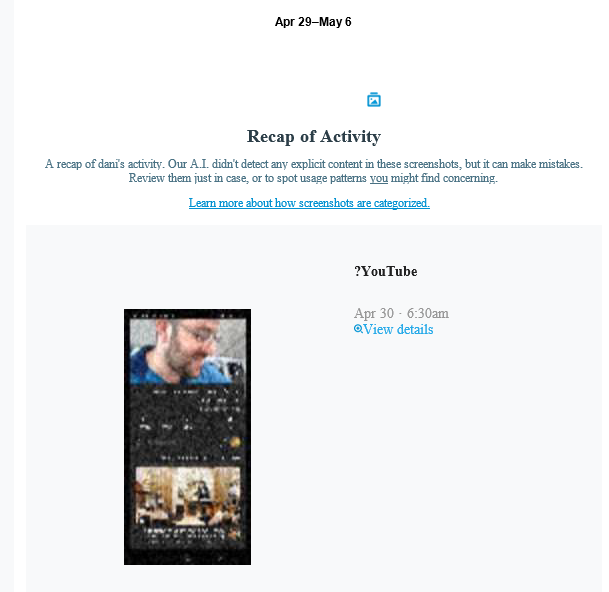 Apr 29–May 6
Recap of Activity
A recap of dani's activity. Our A.I. didn't detect any explicit content in these screenshots, but it can make mistakes.
Review them just in case, or to spot usage patterns you might find concerning.
Learn more about how screenshots are categorized.
?YouTube
Apr 30 · 6:30am
View details